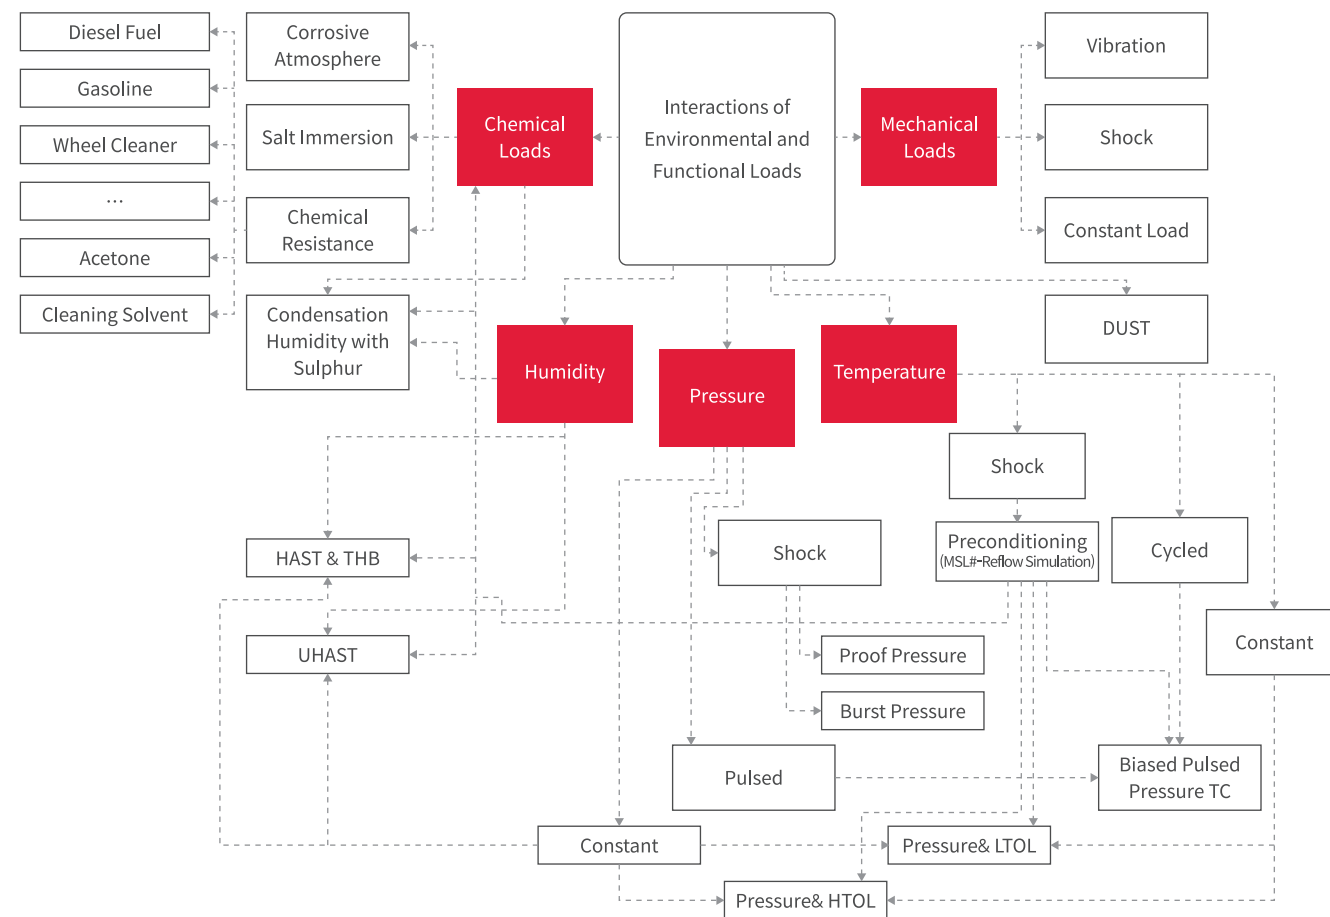 Diesel Fuel
Gasoline
Wheel Cleaner
...
Acetone
Cleaning Solvent
Corrosive
Atmosphere
Salt Immersion
Chemical
Resistance
Condensation
Humidity with
Sulphur
Chemical
Loads
Interactions of
Environmental and
Functional Loads
Mechanical
Loads
Vibration
Shock
Constant Load
DUST
Humidity
Pressure
Temperature
Shock
Preconditioning
(MSL#-Reflow Simulation)
Cycled
Constant
HAST & THB
UHAST
Shock
Proof Pressure
Burst Pressure
Pulsed
Biased Pulsed
Pressure TC
Constant
Pressure& LTOL
Pressure& HTOL